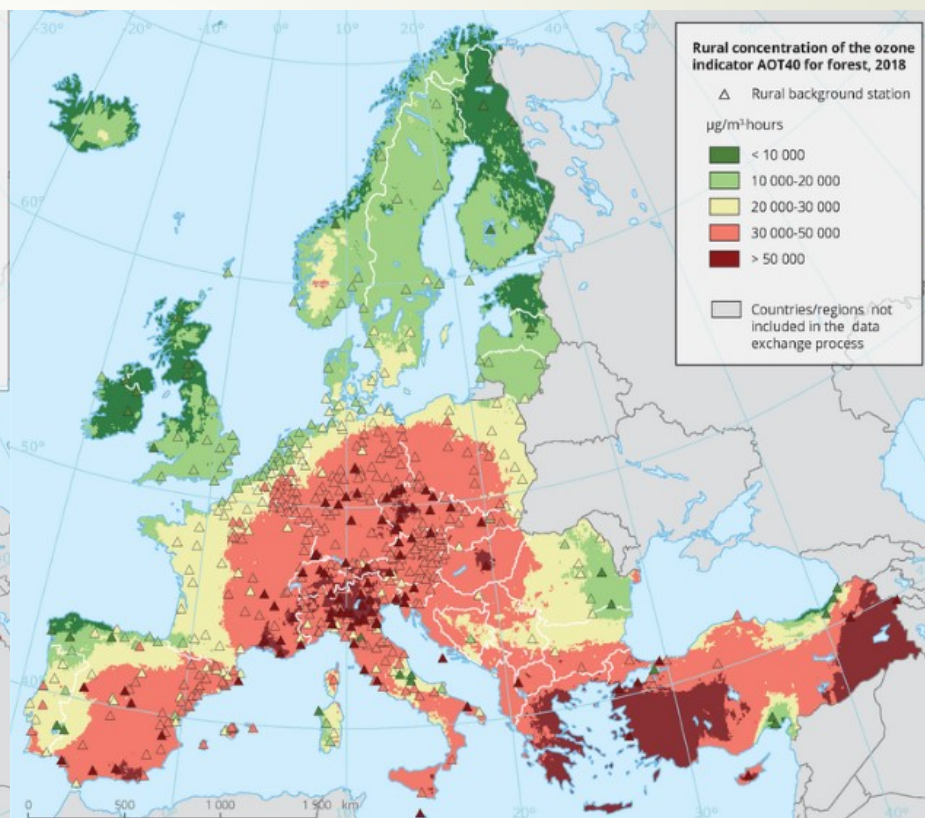 -30°
-20°
-10°
0°
10°
20°
30°
60°
50°
40°
Rural concentration of the ozone
indicator AOT40 for forest, 2018
Rural background station
µg/m³·hours
< 10 000
10 000-20 000
20 000-30 000
30 000-50 000
> 50 000
Countries/regions not
included in the data
exchange process
0 500 1 000 1 500 km
20° 30° 40°